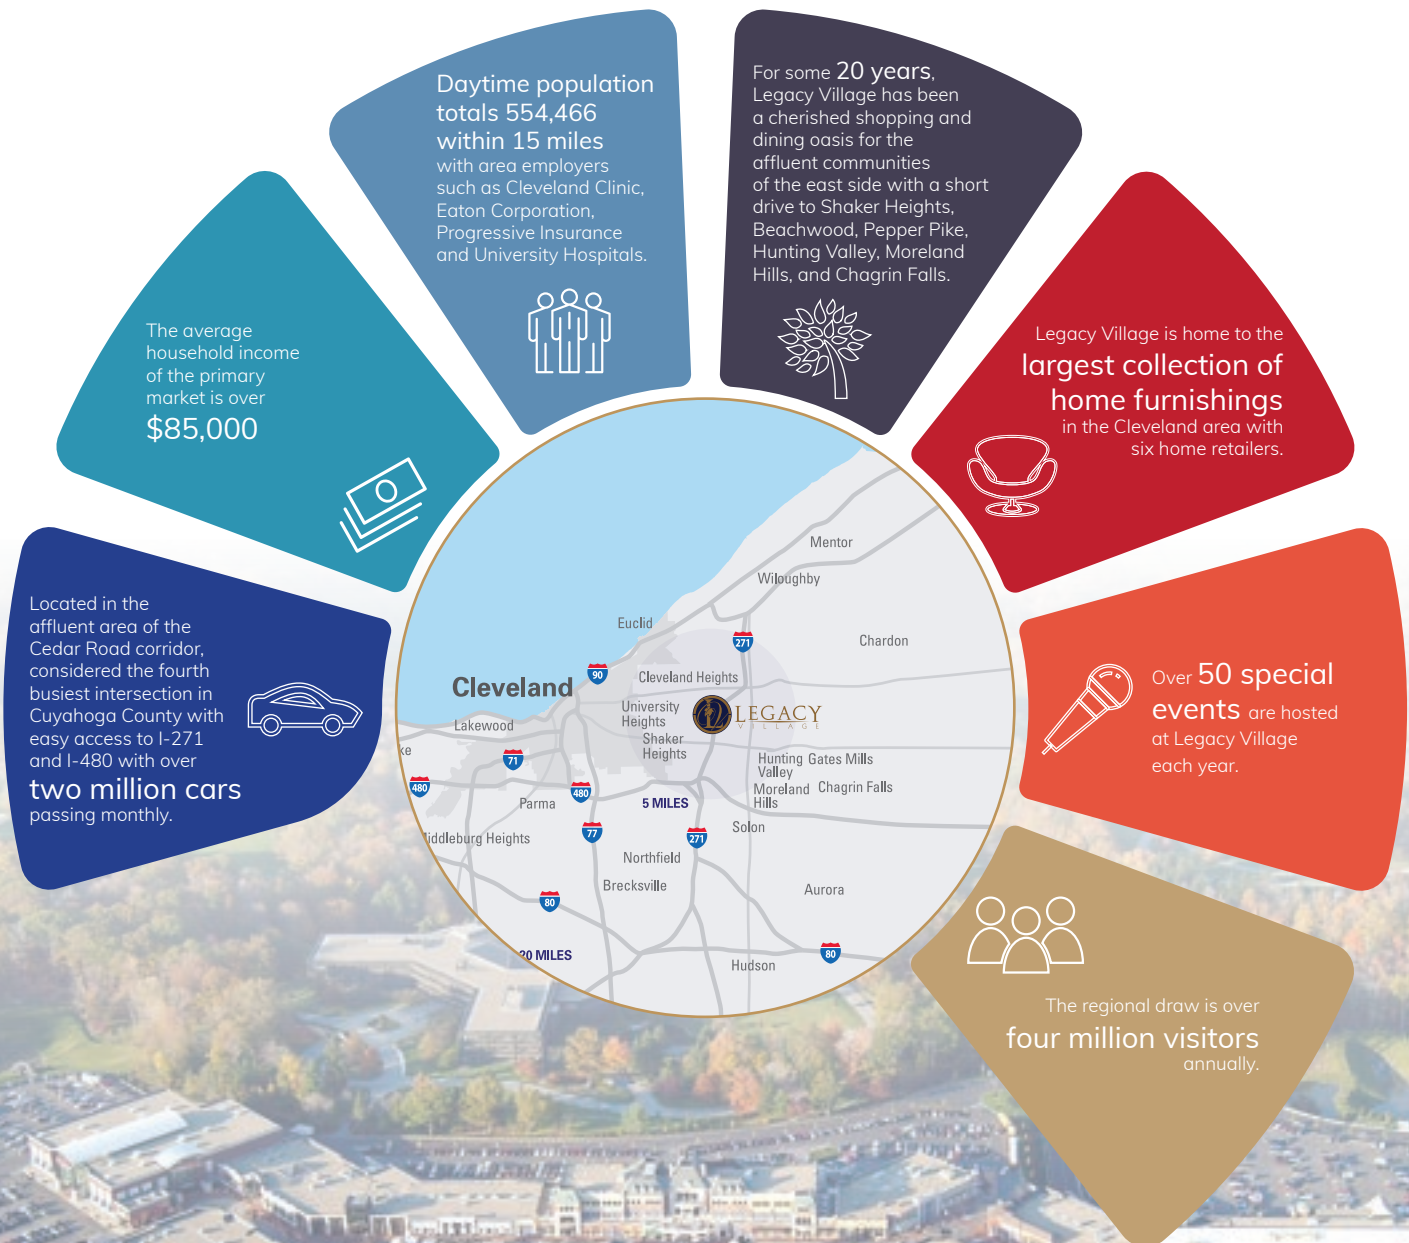 Daytime population
totals 554,466
within 15 miles
with area employers
such as Cleveland Clinic,
Eaton Corporation,
Progressive Insurance
and University Hospitals.
For some 20 years,
Legacy Village has been
a cherished shopping and
dining oasis for the
affluent communities
of the east side with a short
drive to Shaker Heights,
Beachwood, Pepper Pike,
Hunting Valley, Moreland
Hills, and Chagrin Falls.
The average
household income
of the primary
market is over
$85,000
Legacy Village is home to the
largest collection of
home furnishings
in the Cleveland area with
six home retailers.
Located in the
affluent area of the
Cedar Road corridor,
considered the fourth
busiest intersection in
Cuyahoga County with
easy access to I-271
and I-480 with over
two million cars
passing monthly.
Over 50 special
events are hosted
at Legacy Village
each year.
The regional draw is over
four million visitors
annually.
Mentor
Wiloughby
Euclid
271
Chardon
90
Cleveland Heights
Cleveland
University
Heights
LEGACY
VILLAGE
Lakewood
Shaker
Heights
ke
71
Hunting
Valley
Gates Mills
480
480
Moreland
Hills
Chagrin Falls
Parma
5 MILES
77
271
Solon
iddleburg Heights
Northfield
Brecksville
Aurora
80
20 MILES
80
Hudson